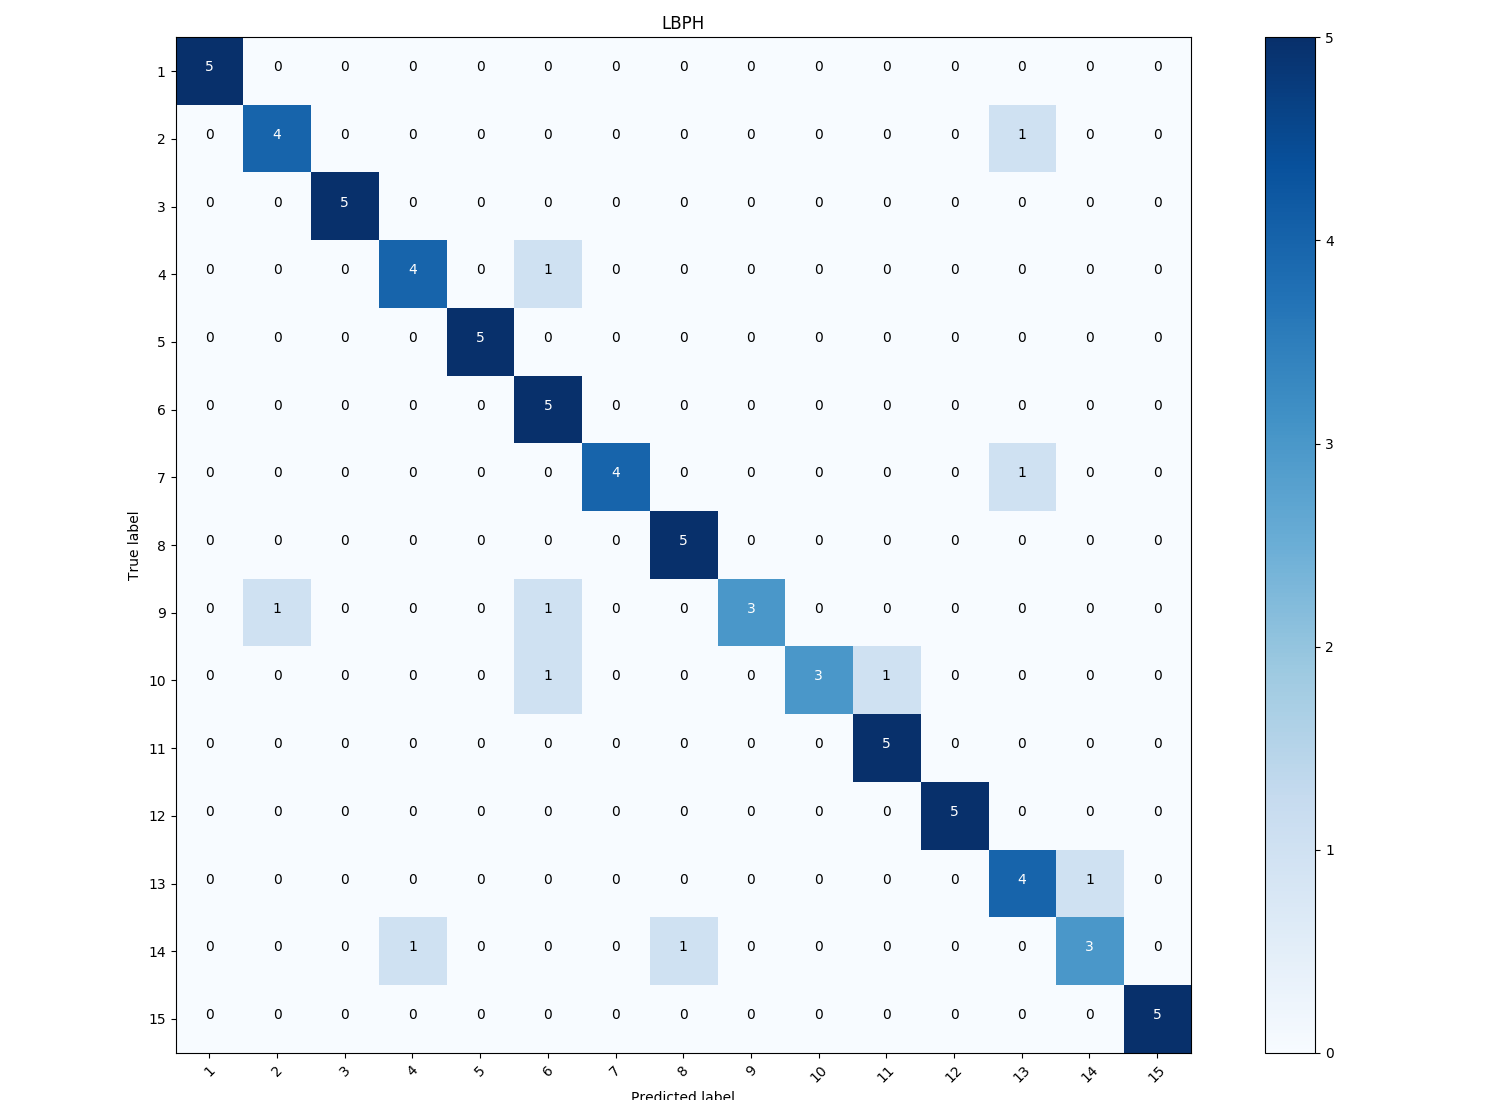 LBPH
1 5 0 0 0 0 0 0 0 0 0 0 0 0 0 0
2 0 4 0 0 0 0 0 0 0 0 0 0 1 0 0
3 0 0 5 0 0 0 0 0 0 0 0 0 0 0 0
4 0 0 0 4 0 1 0 0 0 0 0 0 0 0 0
5 0 0 0 0 5 0 0 0 0 0 0 0 0 0 0
6 0 0 0 0 0 5 0 0 0 0 0 0 0 0 0
7 0 0 0 0 0 0 4 0 0 0 0 0 1 0 0
8 0 0 0 0 0 0 0 5 0 0 0 0 0 0 0
9 0 1 0 0 0 1 0 0 3 0 0 0 0 0 0
10 0 0 0 0 0 1 0 0 0 3 1 0 0 0 0
11 0 0 0 0 0 0 0 0 0 0 5 0 0 0 0
12 0 0 0 0 0 0 0 0 0 0 0 5 0 0 0
13 0 0 0 0 0 0 0 0 0 0 0 0 4 1 0
14 0 0 0 1 0 0 0 1 0 0 0 0 0 3 0
15 0 0 0 0 0 0 0 0 0 0 0 0 0 0 5
1 2 3 4 5 6 7 8 9 10 11 12 13 14 15
True label
Predicted label
5
4
3
2
1
0